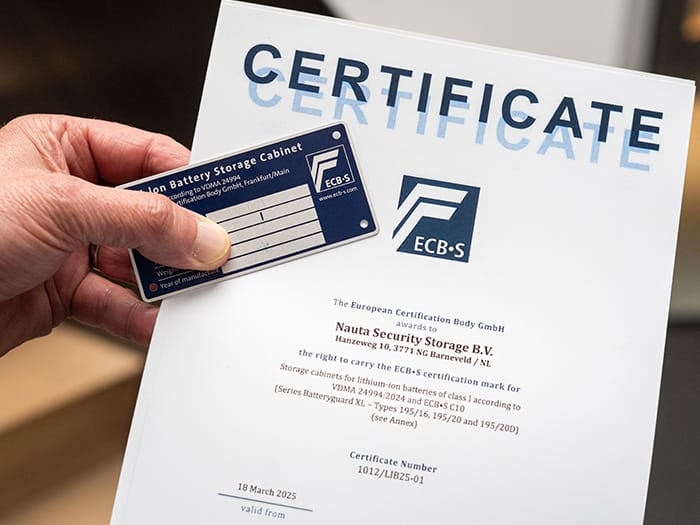 CERTIFICATE
ECB•S
The European Certification Body GmbH
awards to
Nauta Security Storage B.V.
Hanzeweg 10, 3771 NG Barneveld / NL
the right to carry the ECB•S certification mark for
Storage cabinets for lithium-ion batteries of class I according to
VDMA 24994:2024 and ECB•S C10
(Series Batteryguard XL – Types 195/16, 195/20 and 195/20D)
(see Annex)
Certificate Number
1012/LIB25-01
18 March 2025
valid from
Ion Battery Storage Cabinet
according to VDMA 24994
Body GmbH, Frankfurt/Main
I
Year of manufacture
ECB•S
www.ecb-s.com